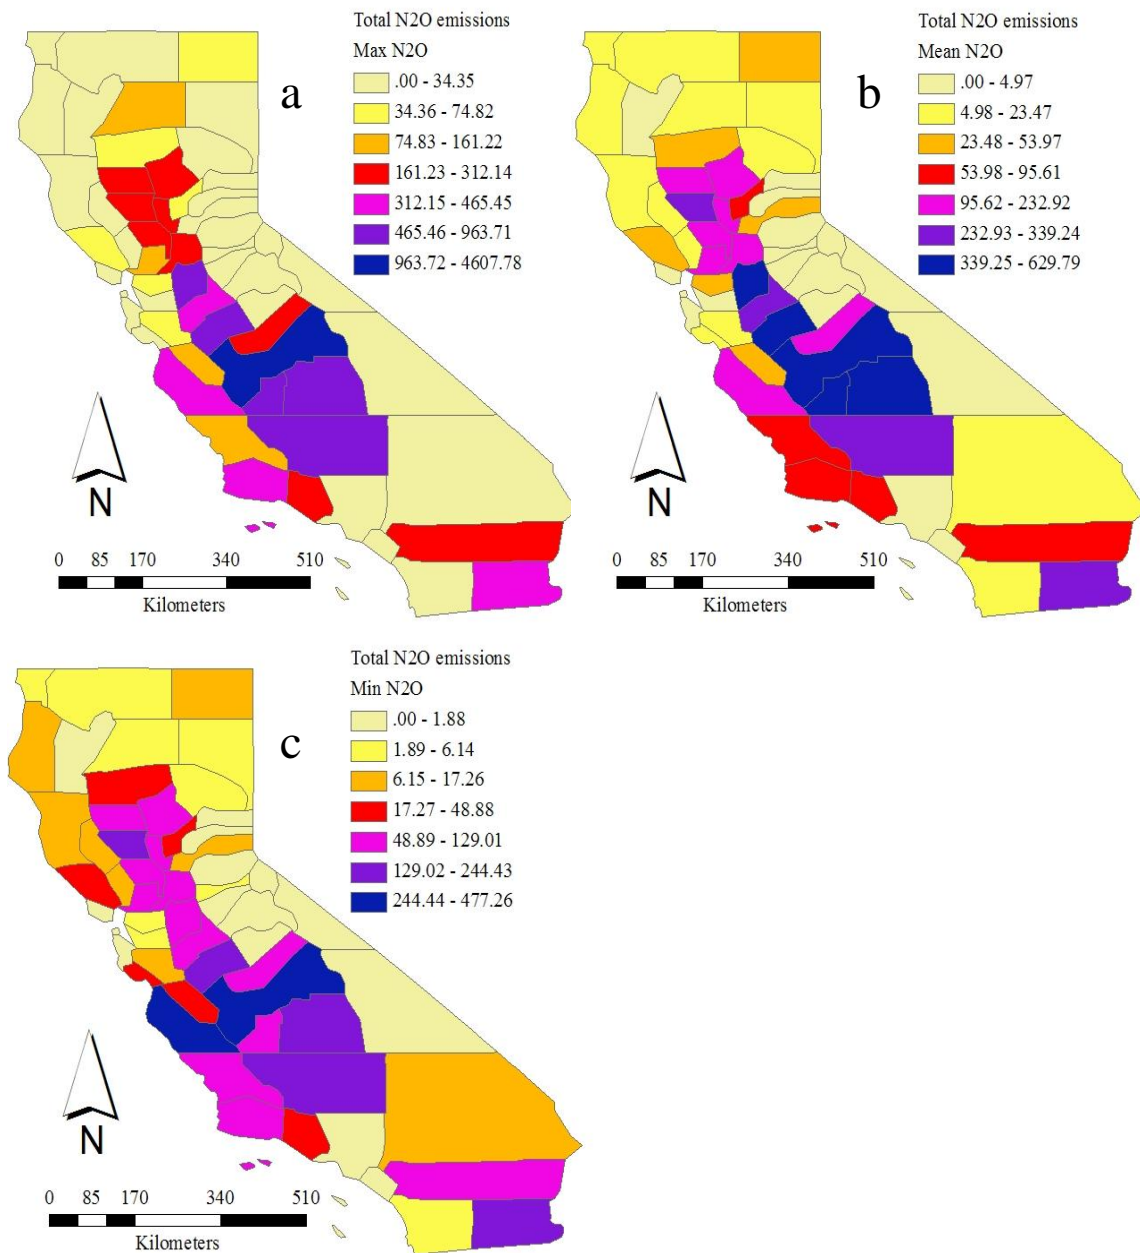 Total N2O emissions
Max N2O
.00 - 34.35
34.36 - 74.82
74.83 - 161.22
161.23 - 312.14
312.15 - 465.45
465.46 - 963.71
963.72 - 4607.78
a
N
0 85 170 340 510
Kilometers
Total N2O emissions
Mean N2O
.00 - 4.97
4.98 - 23.47
23.48 - 53.97
53.98 - 95.61
95.62 - 232.92
232.93 - 339.24
339.25 - 629.79
b
N
0 85 170 340 510
Kilometers
Total N2O emissions
Min N2O
.00 - 1.88
1.89 - 6.14
6.15 - 17.26
17.27 - 48.88
48.89 - 129.01
129.02 - 244.43
244.44 - 477.26
c
N
0 85 170 340 510
Kilometers